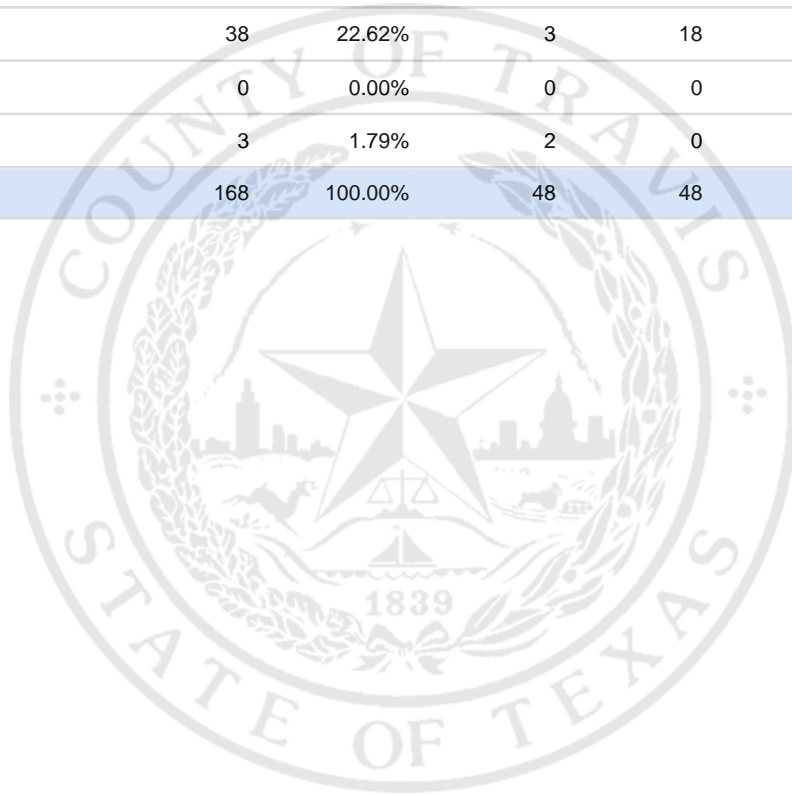 38 22.62% 3 18
0 0.00% 0 0
3 1.79% 2 0
168 100.00% 48 48
COUNTY OF TRAVIS
1839
STATE OF TEXAS